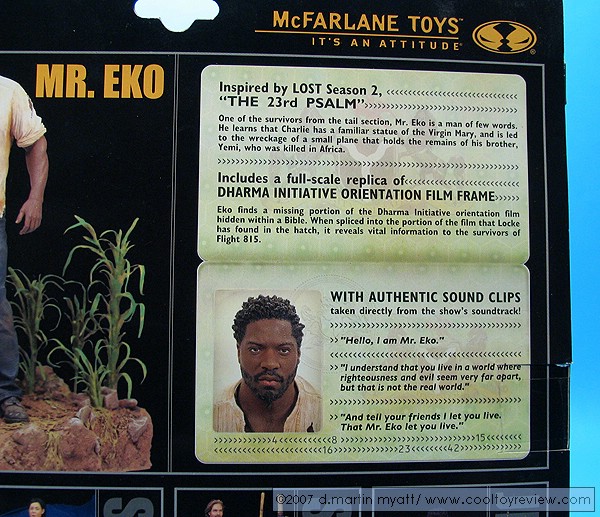 McFARLANE TOYS™
IT'S AN ATTITUDE®
MR. EKO
Inspired by LOST Season 2,
"THE 23rd PSALM"
One of the survivors from the tail section, Mr. Eko is a man of few words.
He learns that Charlie has a familiar statue of the Virgin Mary, and is led
to the wreckage of a small plane that holds the remains of his brother,
Yemi, who was killed in Africa.
Includes a full-scale replica of
DHARMA INITIATIVE ORIENTATION FILM FRAME
Eko finds a missing portion of the Dharma Initiative orientation film
hidden within a Bible. When spliced into the portion of the film that Locke
has found in the hatch, it reveals vital information to the survivors of
Flight 815.
WITH AUTHENTIC SOUND CLIPS
taken directly from the show's soundtrack!
>> "Hello, I am Mr. Eko."
>> "I understand that you live in a world where
righteousness and evil seem very far apart,
but that is not the real world."
>> "And tell your friends I let you live.
That Mr. Eko let you live."
4 8 15
16 23 42
©2007 d.martin myatt/ www.cooltoyreview.com